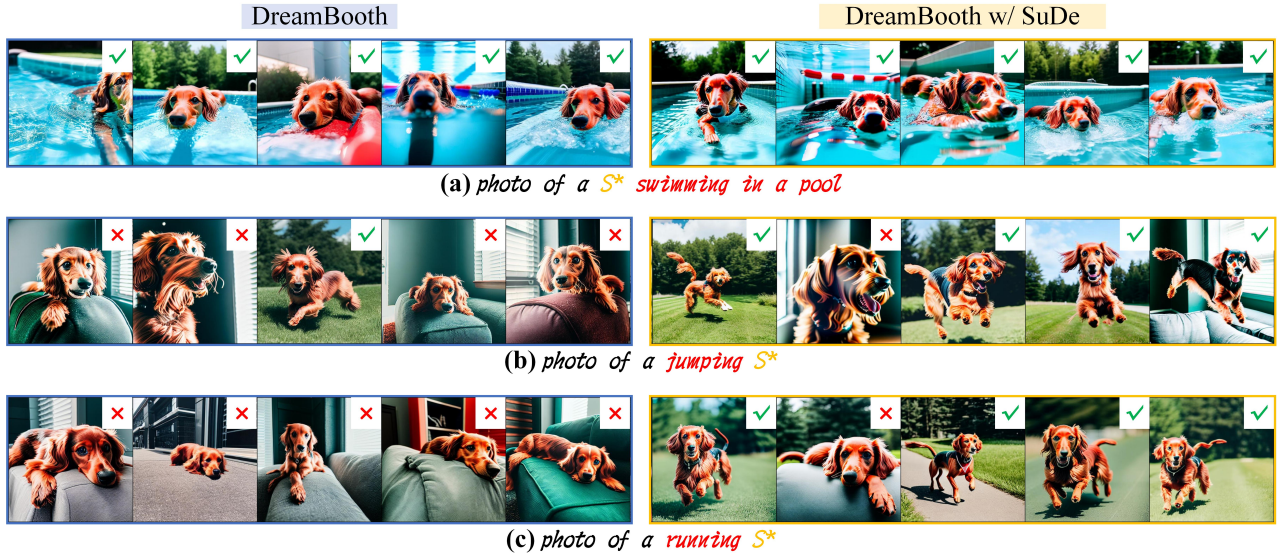 DreamBooth
DreamBooth w/ SuDe
(a) photo of a S* swimming in a pool
(b) photo of a jumping S*
(c) photo of a running S*